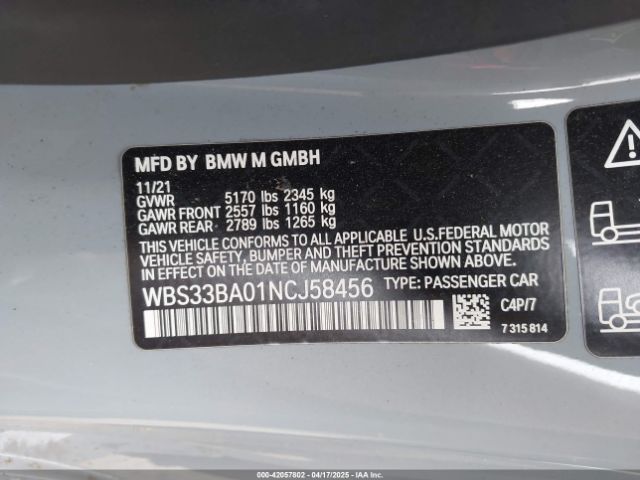 MFD BY BMW M GMBH
11/21
GVWR 5170 lbs 2345 kg
GAWR FRONT 2557 lbs 1160 kg
GAWR REAR 2789 lbs 1265 kg
THIS VEHICLE CONFORMS TO ALL APPLICABLE U.S.FEDERAL MOTOR
VEHICLE SAFETY, BUMPER, AND THEFT PREVENTION
STANDARDS IN EFFECT ON THE DATE OF MANUFACTURE SHOWN ABOVE.
WBS33BA01NCJ58456 TYPE: PASSENGER CAR
C4P/7
7 315 814
000-42057802 - 04/17/2025 - IAAI.COM